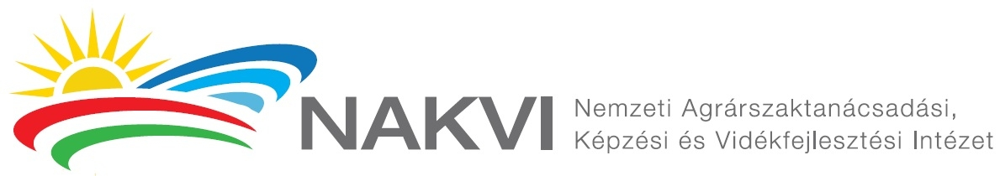 NAKVI
Nemzeti Agrárszaktanácsadási,
Képzési és Vidékfejlesztési Intézet